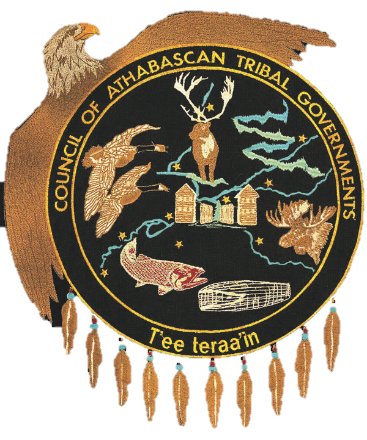 COUNCIL OF ATHABASCAN TRIBAL GOVERNMENTS
T'ee teraa'in